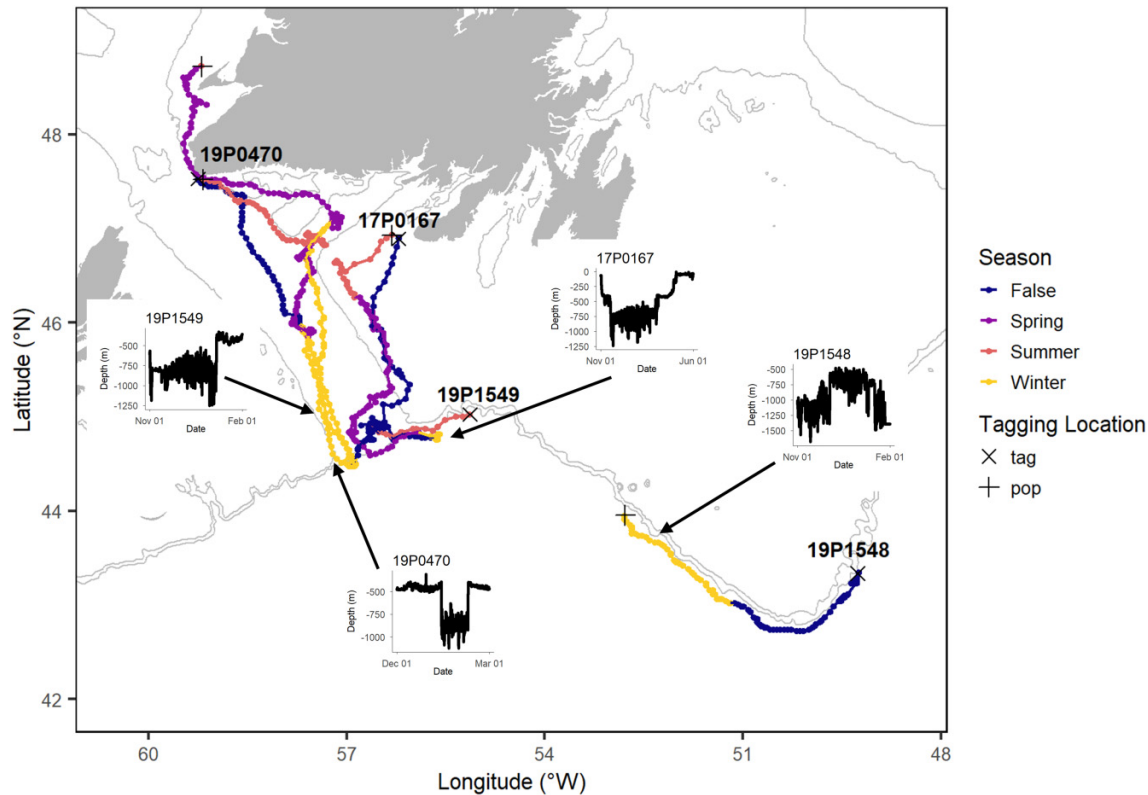 48
46
44
42
Latitude (°N)
60
57
54
51
48
Longitude (°W)
19P0470
17P0167
19P1549
19P1548
19P1549
-500
-750
-1000
-1250
Depth (m)
Nov 01
Feb 01
Date
17P0167
0
-250
-500
-750
-1000
-1250
Depth (m)
Nov 01
Jun 01
Date
19P1548
-500
-750
-1000
-1250
-1500
Depth (m)
Nov 01
Feb 01
Date
19P0470
-500
-750
-1000
Depth (m)
Dec 01
Mar 01
Date
Season
False
Spring
Summer
Winter
Tagging Location
tag
pop